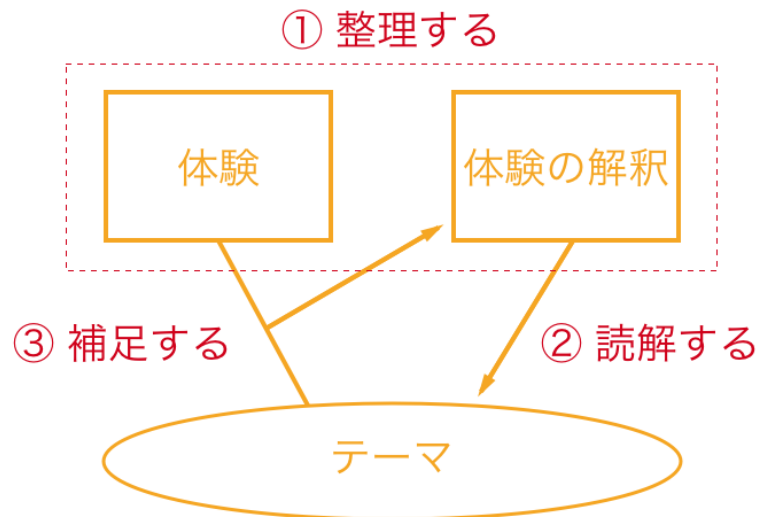 ① 整理する
体験
体験の解釈
③ 補足する
② 読解する
テーマ